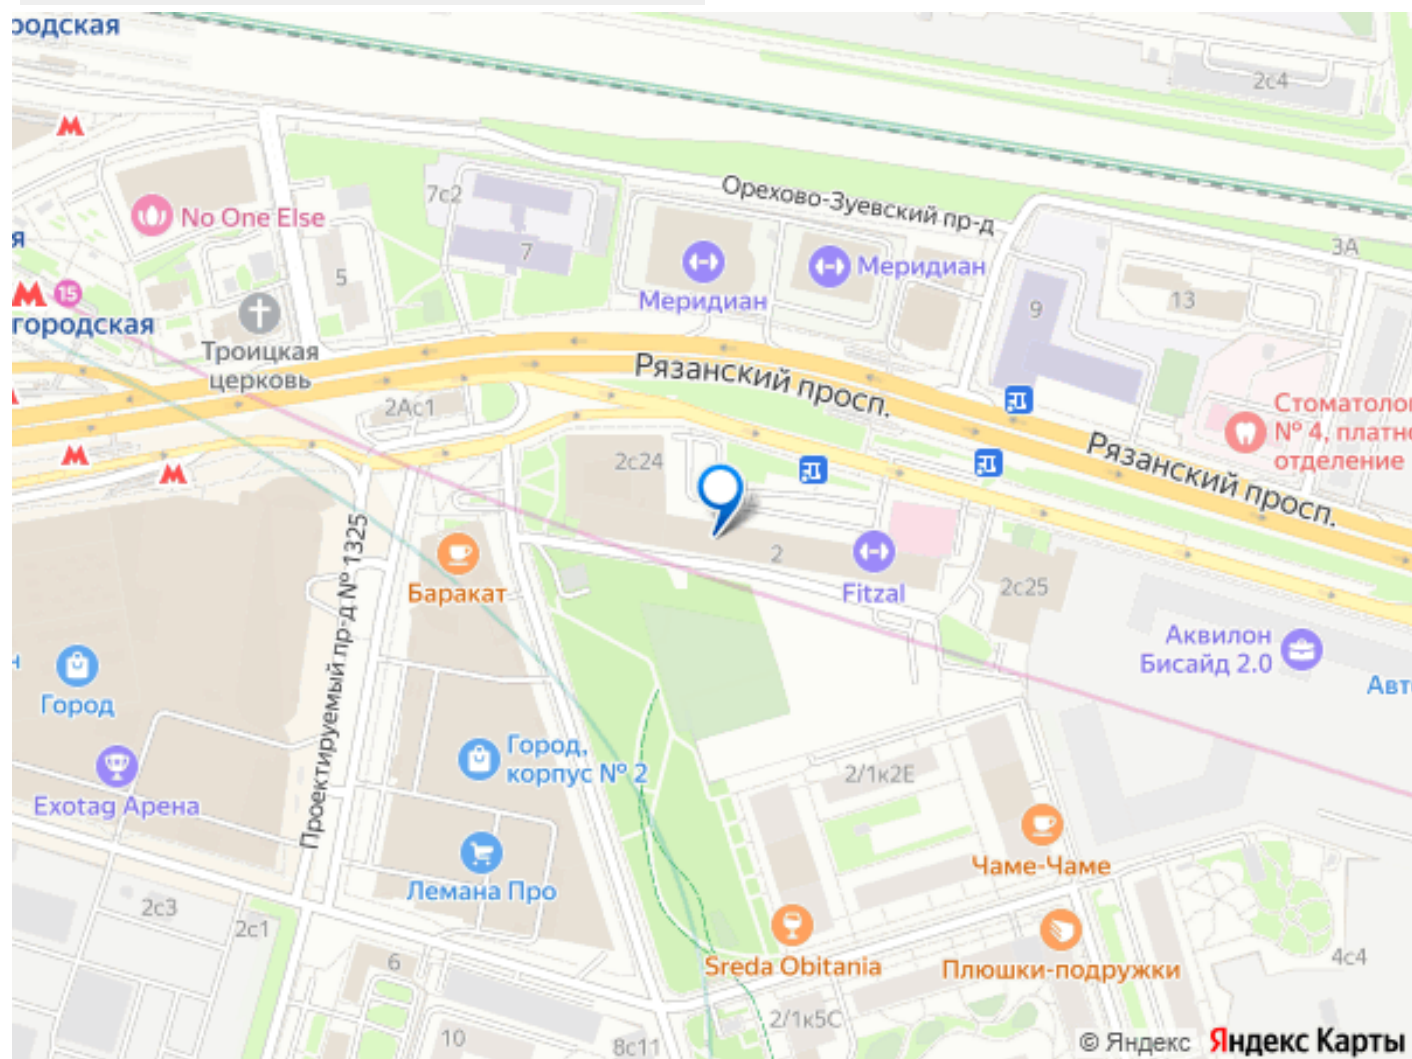 родская
2с4
7с2
Орехово-Зуевский пр-д
No One Else
7
я
3А
Меридиан
5
Меридиан
15
9
13
городская
Троицкая
церковь
Рязанский просп.
2Ас1
Стоматоло
№ 4, платн
отделение
2с24
Рязанский просп.
Проектируемый пр-д № 1325
2
Баракат
Fitzal
2с25
Аквилон
Бисайд 2.0
Город
Авт
Город,
корпус № 2
2/1к2Е
Exotag Арена
Чаме-Чаме
Лемана Про
2с3
2с1
Sreda Obitania
Плюшки-подружки
4с4
6
2/1к5С
10
8с11
© Яндекс Яндекс Карты